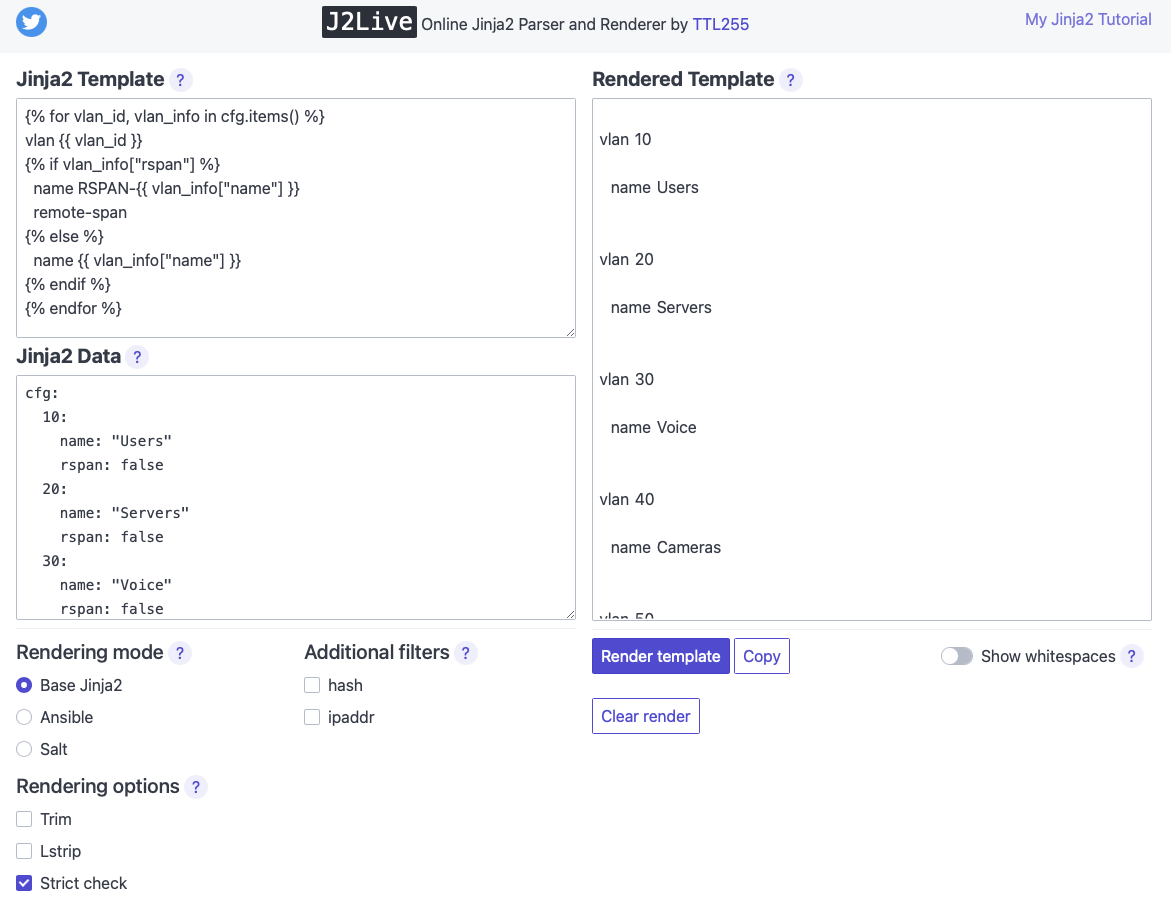 J2Live Online Jinja2 Parser and Renderer by TTL255
My Jinja2 Tutorial
Jinja2 Template ?
{% for vlan_id, vlan_info in cfg.items() %}
vlan {{ vlan_id }}
{% if vlan_info["rspan"] %}
  name RSPAN-{{ vlan_info["name"] }}
  remote-span
{% else %}
  name {{ vlan_info["name"] }}
{% endif %}
{% endfor %}
Jinja2 Data ?
cfg:
  10:
    name: "Users"
    rspan: false
  20:
    name: "Servers"
    rspan: false
  30:
    name: "Voice"
    rspan: false
Rendering mode ?
Base Jinja2
Ansible
Salt
Additional filters ?
hash
ipaddr
Rendering options ?
Trim
Lstrip
Strict check
Rendered Template ?
vlan 10
  name Users
vlan 20
  name Servers
vlan 30
  name Voice
vlan 40
  name Cameras
vlan 50
Render template
Copy
Show whitespaces ?
Clear render